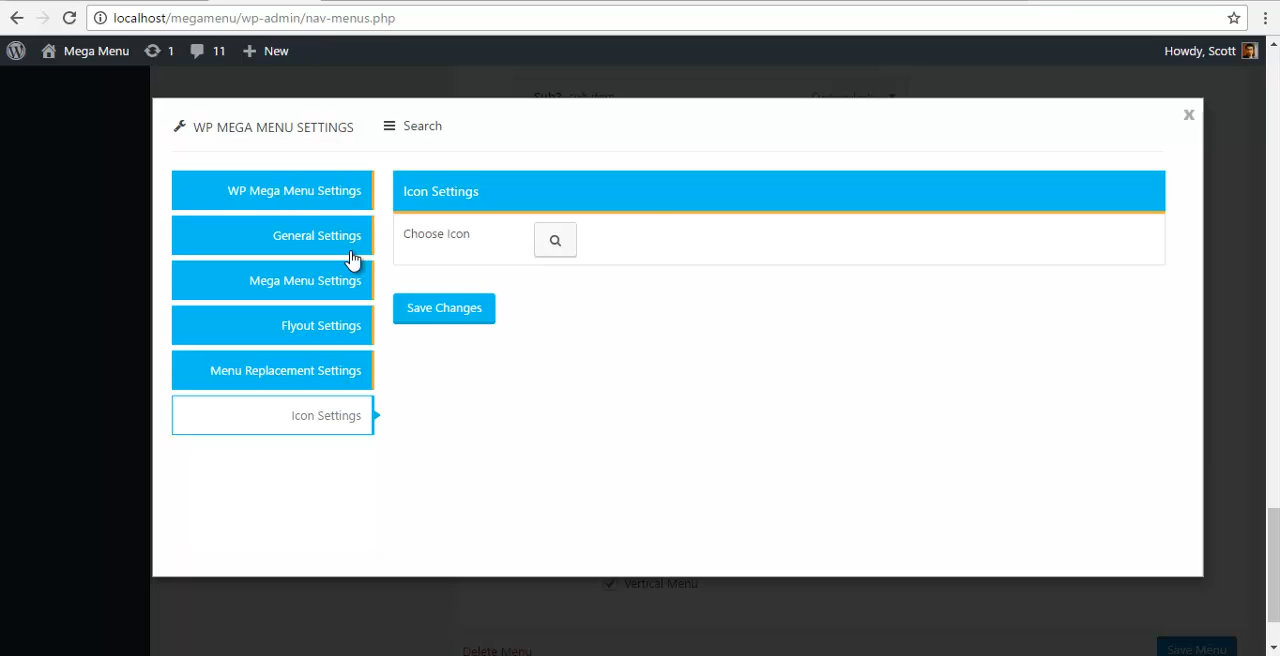 localhost/megamenu/wp-admin/nav-menus.php
Mega Menu 1 11 New Howdy, Scott
WP MEGA MENU SETTINGS Search X
WP Mega Menu Settings
General Settings
Mega Menu Settings
Flyout Settings
Menu Replacement Settings
Icon Settings
Icon Settings
Choose Icon
Save Changes
Vertical Menu
Delete Menu Save Menu